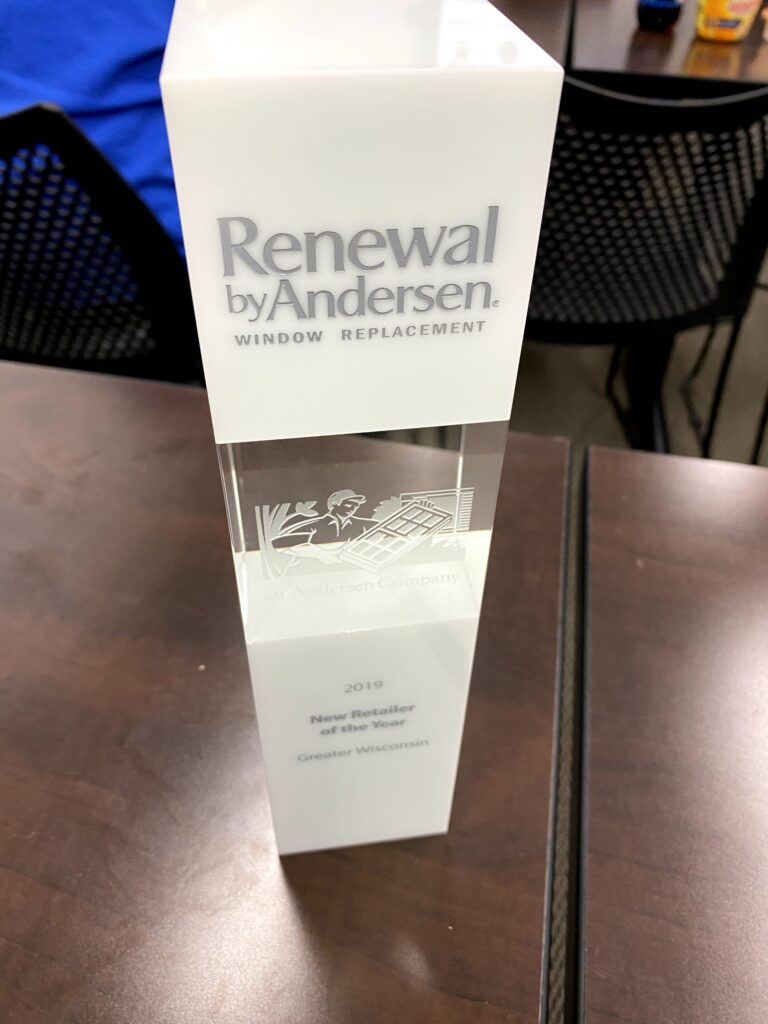 Renewal
by Andersen®
WINDOW REPLACEMENT
an Andersen Company
2019
New Retailer
of the Year
Greater Wisconsin